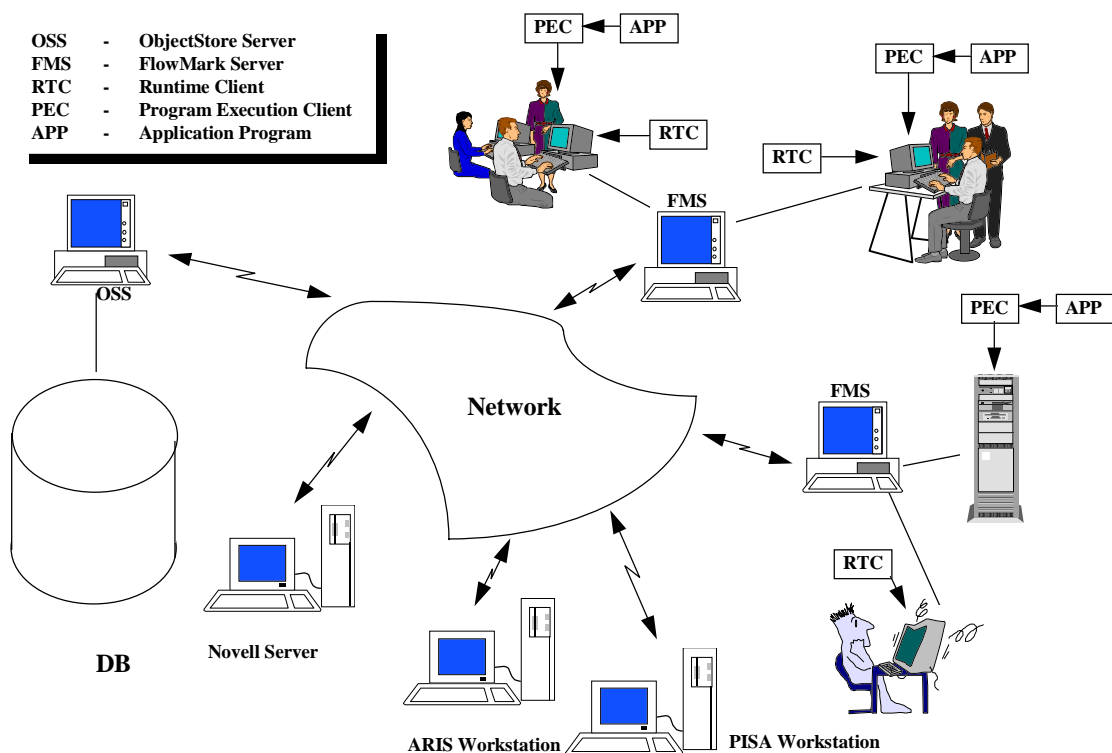 OSS - ObjectStore Server
FMS - FlowMark Server
RTC - Runtime Client
PEC - Program Execution Client
APP - Application Program
PEC
APP
RTC
PEC
APP
RTC
FMS
OSS
PEC
APP
Network
FMS
RTC
DB
Novell Server
ARIS Workstation
PISA Workstation